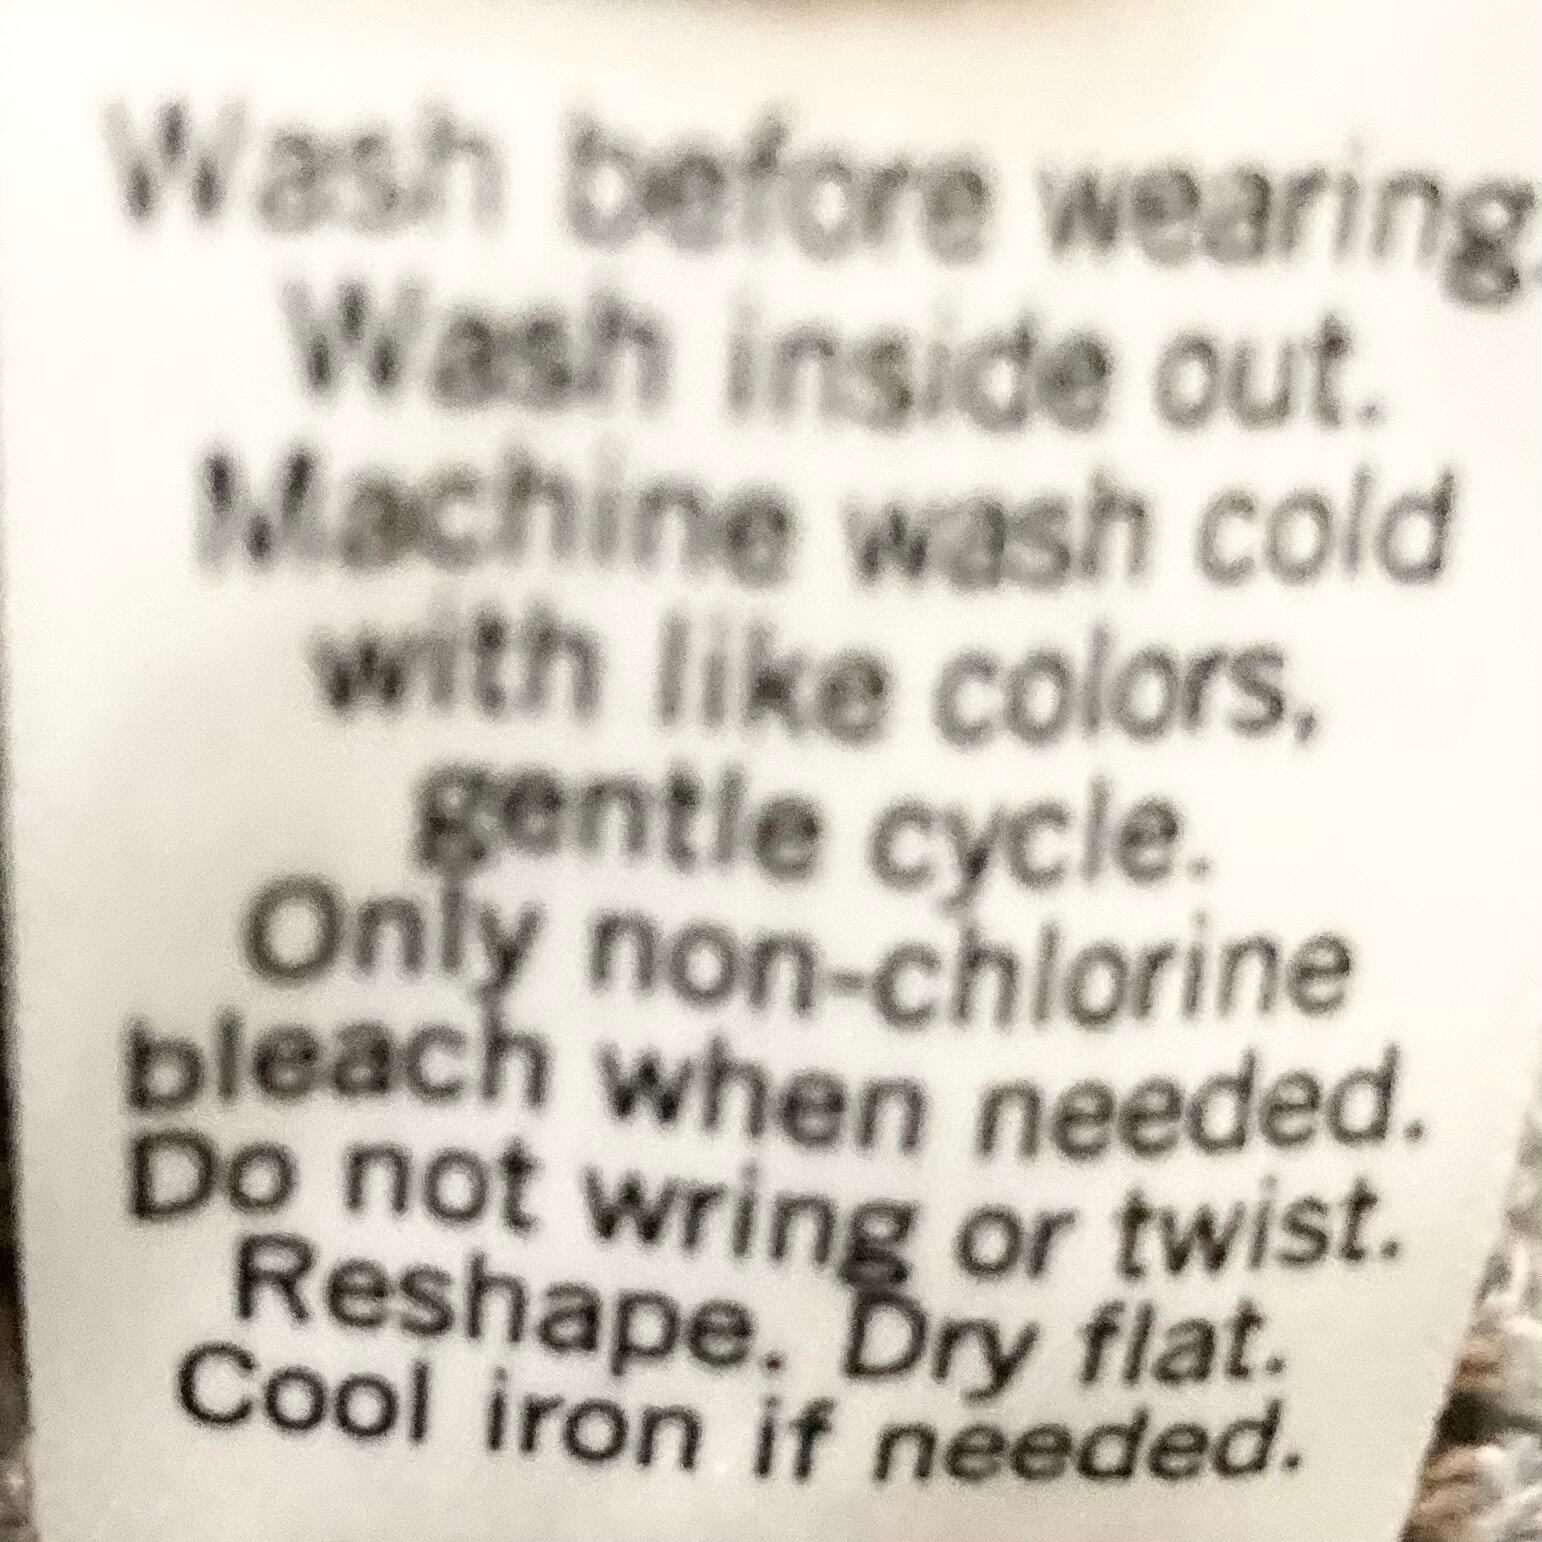 Wash before wearing.
Wash inside out.
Machine wash cold
with like colors,
gentle cycle.
Only non-chlorine
bleach when needed.
Do not wring or twist.
Reshape. Dry flat.
Cool iron if needed.